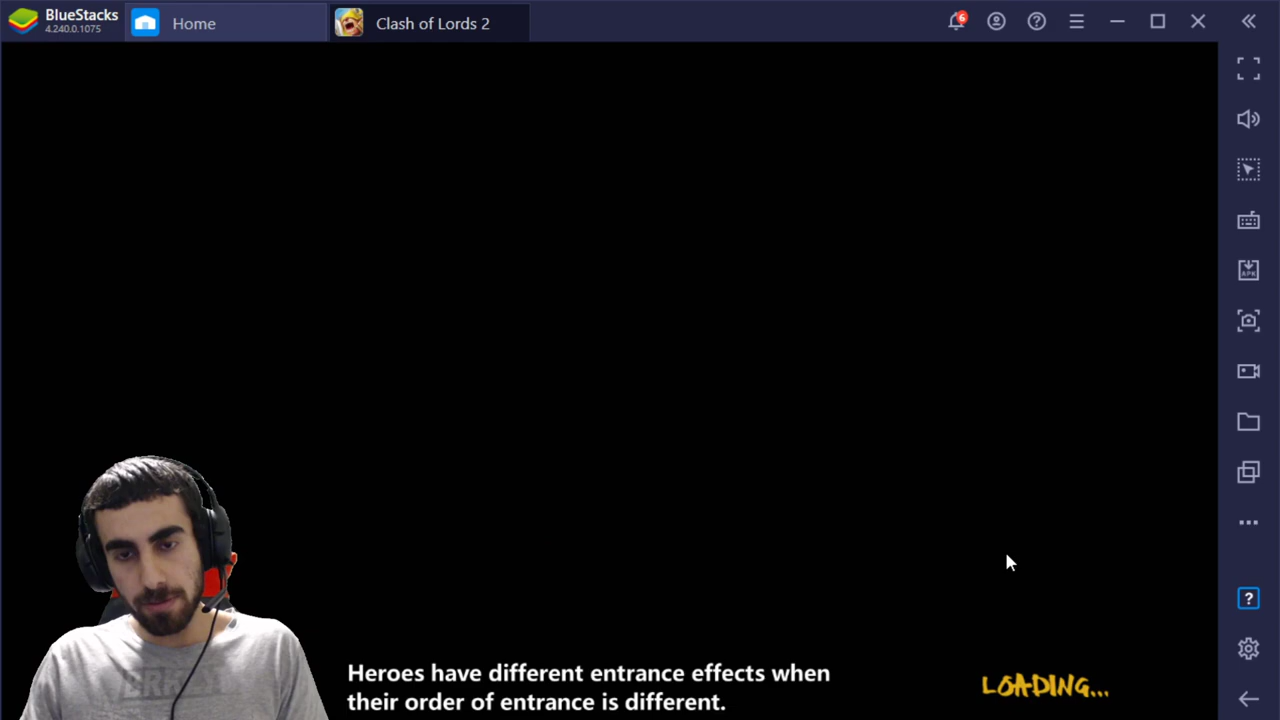 BlueStacks
4.240.0.1075
Home
Clash of Lords 2
6
APK
Heroes have different entrance effects when
their order of entrance is different.
LOADING...